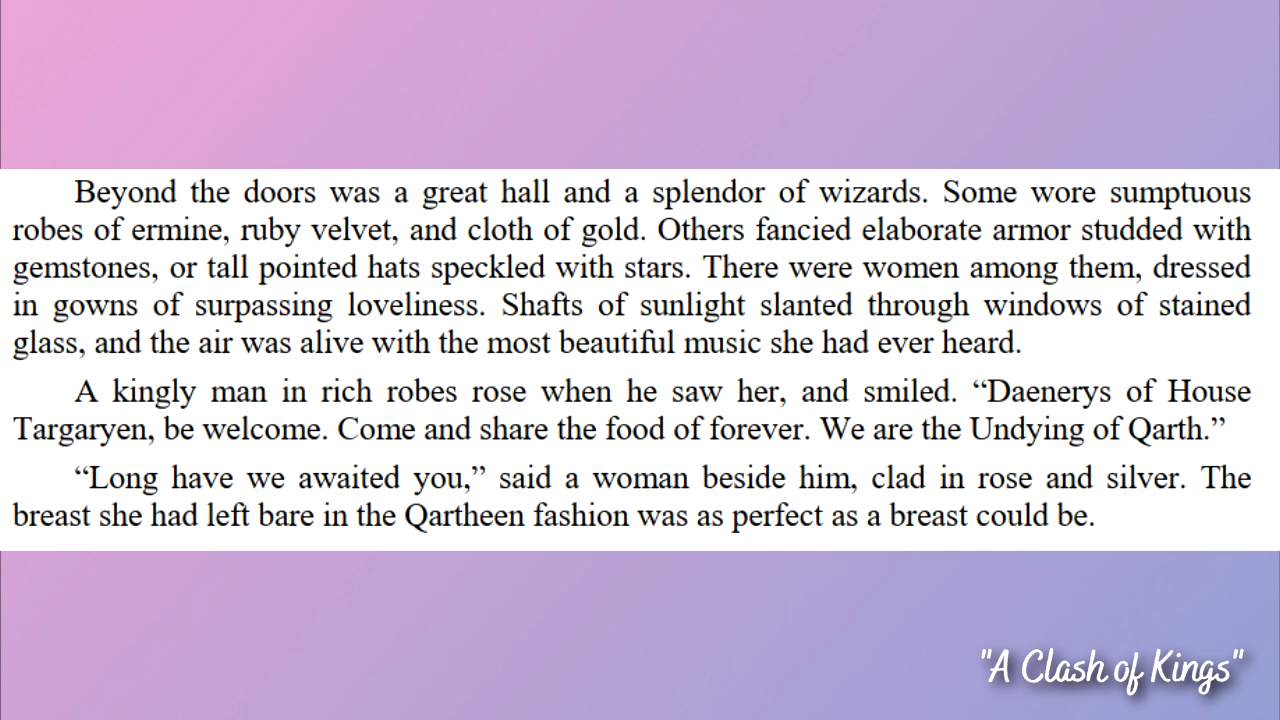 Beyond the doors was a great hall and a splendor of wizards. Some wore sumptuous
robes of ermine, ruby velvet, and cloth of gold. Others fancied elaborate armor studded with
gemstones, or tall pointed hats speckled with stars. There were women among them, dressed
in gowns of surpassing loveliness. Shafts of sunlight slanted through windows of stained
glass, and the air was alive with the most beautiful music she had ever heard.
A kingly man in rich robes rose when he saw her, and smiled. “Daenerys of House
Targaryen, be welcome. Come and share the food of forever. We are the Undying of Qarth.”
“Long have we awaited you,” said a woman beside him, clad in rose and silver. The
breast she had left bare in the Qartheen fashion was as perfect as a breast could be.
"A Clash of Kings"